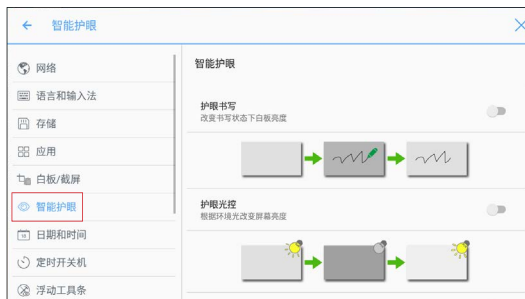 智能护眼
网络
语言和输入法
存储
应用
白板/截屏
智能护眼
日期和时间
定时开关机
浮动工具条
智能护眼
护眼书写
改变书写状态下白板亮度
护眼光控
根据环境光改变屏幕亮度